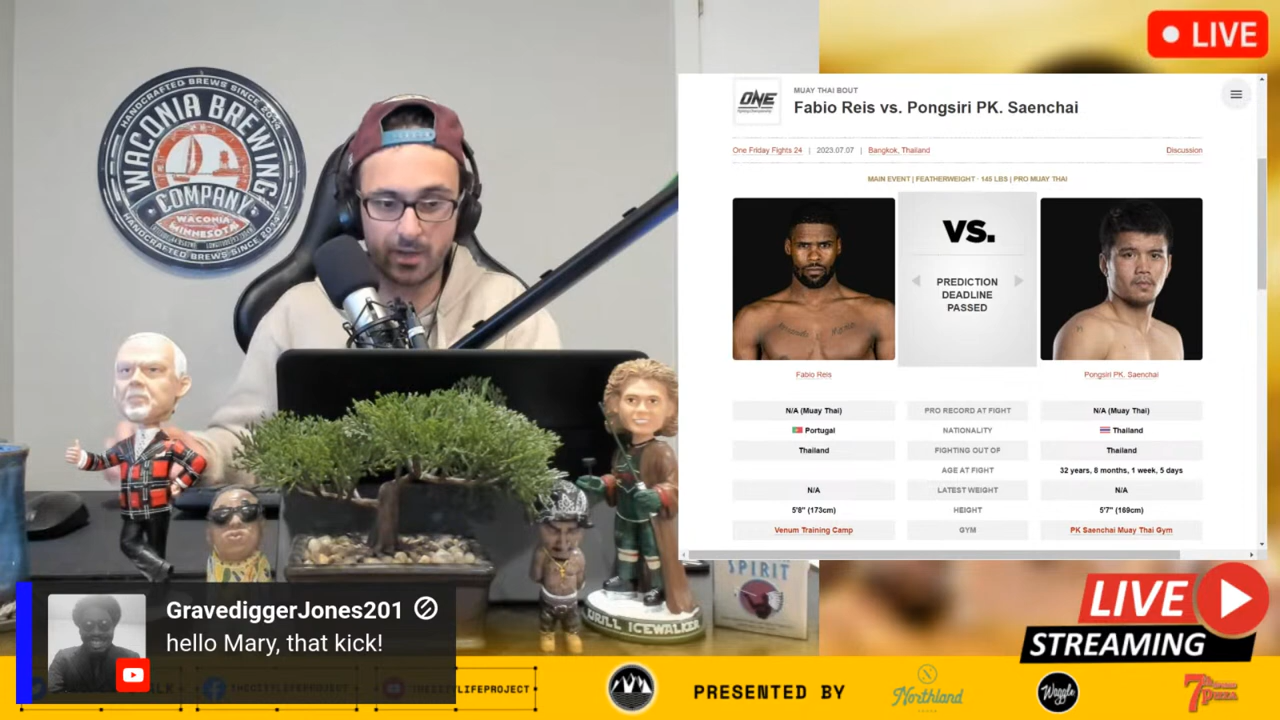 LIVE
HANDCRAFTED BREWS SINCE 2014
WACONIA BREWING
COMPANY
WACONIA
MINNESOTA
HANDCRAFTED BREWS SINCE 2014
ONE
MUAY THAI BOUT
Fabio Reis vs. Pongsiri PK. Saenchai
One Friday Fights 24 | 2023.07.07 | Bangkok, Thailand
Discussion
MAIN EVENT | FEATHERWEIGHT · 145 LBS | PRO MUAY THAI
VS.
PREDICTION
DEADLINE
PASSED
Fabio Reis
Pongsiri PK. Saenchai
N/A (Muay Thai) PRO RECORD AT FIGHT N/A (Muay Thai)
Portugal NATIONALITY Thailand
Thailand FIGHTING OUT OF Thailand
AGE AT FIGHT 32 years, 8 months, 1 week, 5 days
N/A LATEST WEIGHT N/A
5'8" (173cm) HEIGHT 5'7" (169cm)
Venum Training Camp GYM PK Saenchai Muay Thai Gym
SPIRIT
ICEWALKER
GravediggerJones201
hello Mary, that kick!
LIVE
STREAMING
THECITYLIFEPROJECT
PRESENTED BY
Northland
Waggle
PIZZA